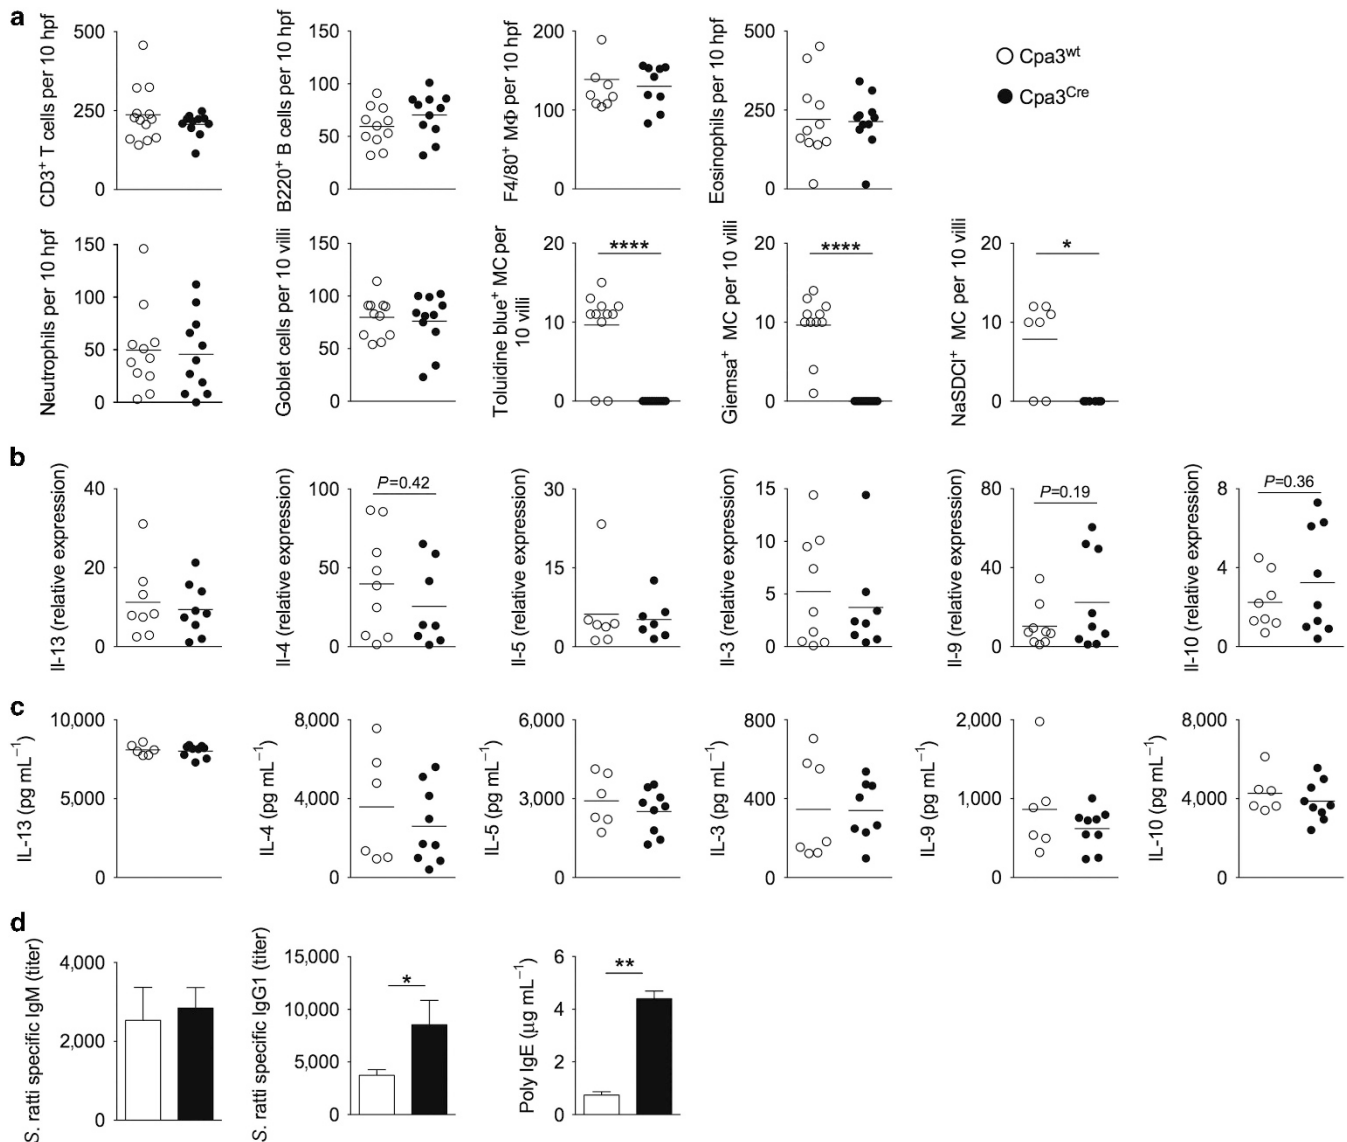 a
CD3+ T cells per 10 hpf
500
250
0
B220+ B cells per 10 hpf
150
100
50
0
F4/80+ MΦ per 10 hpf
200
100
0
Eosinophils per 10 hpf
500
250
0
Cpa3wt
Cpa3Cre
Neutrophils per 10 hpf
150
100
50
0
Goblet cells per 10 villi
150
100
50
0
Toluidine blue+ MC per
10 villi
20
10
0
****
Giemsa+ MC per 10 villi
20
10
0
****
NaSDCl+ MC per 10 villi
20
10
0
*
b
Il-13 (relative expression)
40
20
0
Il-4 (relative expression)
100
80
60
40
20
0
P=0.42
Il-5 (relative expression)
30
15
0
Il-3 (relative expression)
15
10
5
0
Il-9 (relative expression)
80
40
0
P=0.19
Il-10 (relative expression)
8
6
4
2
0
P=0.36
c
IL-13 (pg mL−1)
10,000
5,000
0
IL-4 (pg mL−1)
8,000
4,000
0
IL-5 (pg mL−1)
6,000
3,000
0
IL-3 (pg mL−1)
800
400
0
IL-9 (pg mL−1)
2,000
1,000
0
IL-10 (pg mL−1)
8,000
4,000
0
d
S. ratti specific IgM (titer)
4,000
2,000
0
S. ratti specific IgG1 (titer)
15,000
10,000
5,000
0
*
Poly IgE (μg mL−1)
6
4
2
0
**